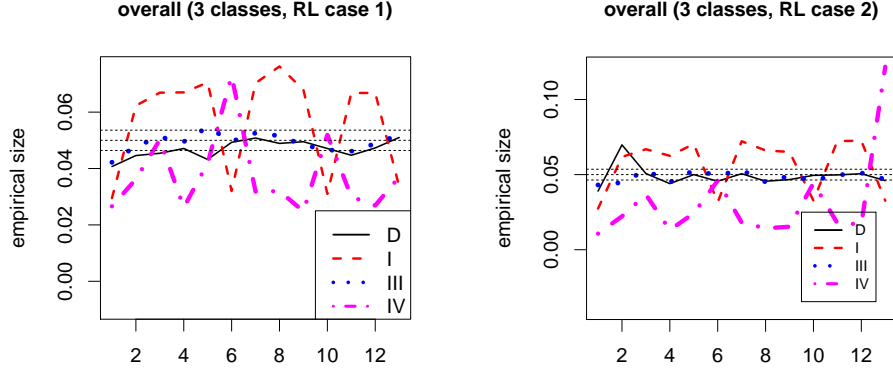 overall (3 classes, RL case 1)
empirical size
0.06
0.04
0.02
0.00
D
I
III
IV
2 4 6 8 10 12
overall (3 classes, RL case 2)
empirical size
0.10
0.05
0.00
D
I
III
IV
2 4 6 8 10 12